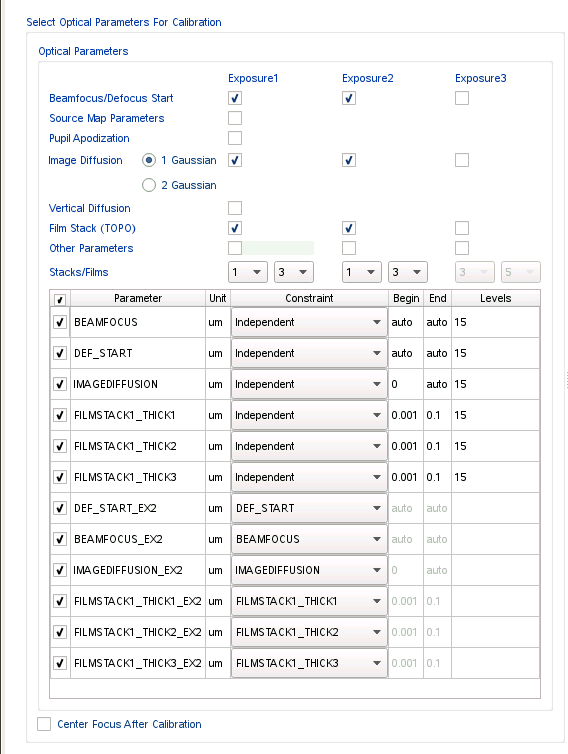 Select Optical Parameters For Calibration
Optical Parameters
Exposure1 Exposure2 Exposure3
Beamfocus/Defocus Start
Source Map Parameters
Pupil Apodization
Image Diffusion 1 Gaussian
2 Gaussian
Vertical Diffusion
Film Stack (TOPO)
Other Parameters
Stacks/Films 1 3 1 3 3 5
Parameter Unit Constraint Begin End Levels
BEAMFOCUS um Independent auto auto 15
DEF_START um Independent auto auto 15
IMAGEDIFFUSION um Independent 0 auto 15
FILMSTACK1_THICK1 um Independent 0.001 0.1 15
FILMSTACK1_THICK2 um Independent 0.001 0.1 15
FILMSTACK1_THICK3 um Independent 0.001 0.1 15
DEF_START_EX2 um DEF_START auto auto
BEAMFOCUS_EX2 um BEAMFOCUS auto auto
IMAGEDIFFUSION_EX2 um IMAGEDIFFUSION 0 auto
FILMSTACK1_THICK1_EX2 um FILMSTACK1_THICK1 0.001 0.1
FILMSTACK1_THICK2_EX2 um FILMSTACK1_THICK2 0.001 0.1
FILMSTACK1_THICK3_EX2 um FILMSTACK1_THICK3 0.001 0.1
Center Focus After Calibration